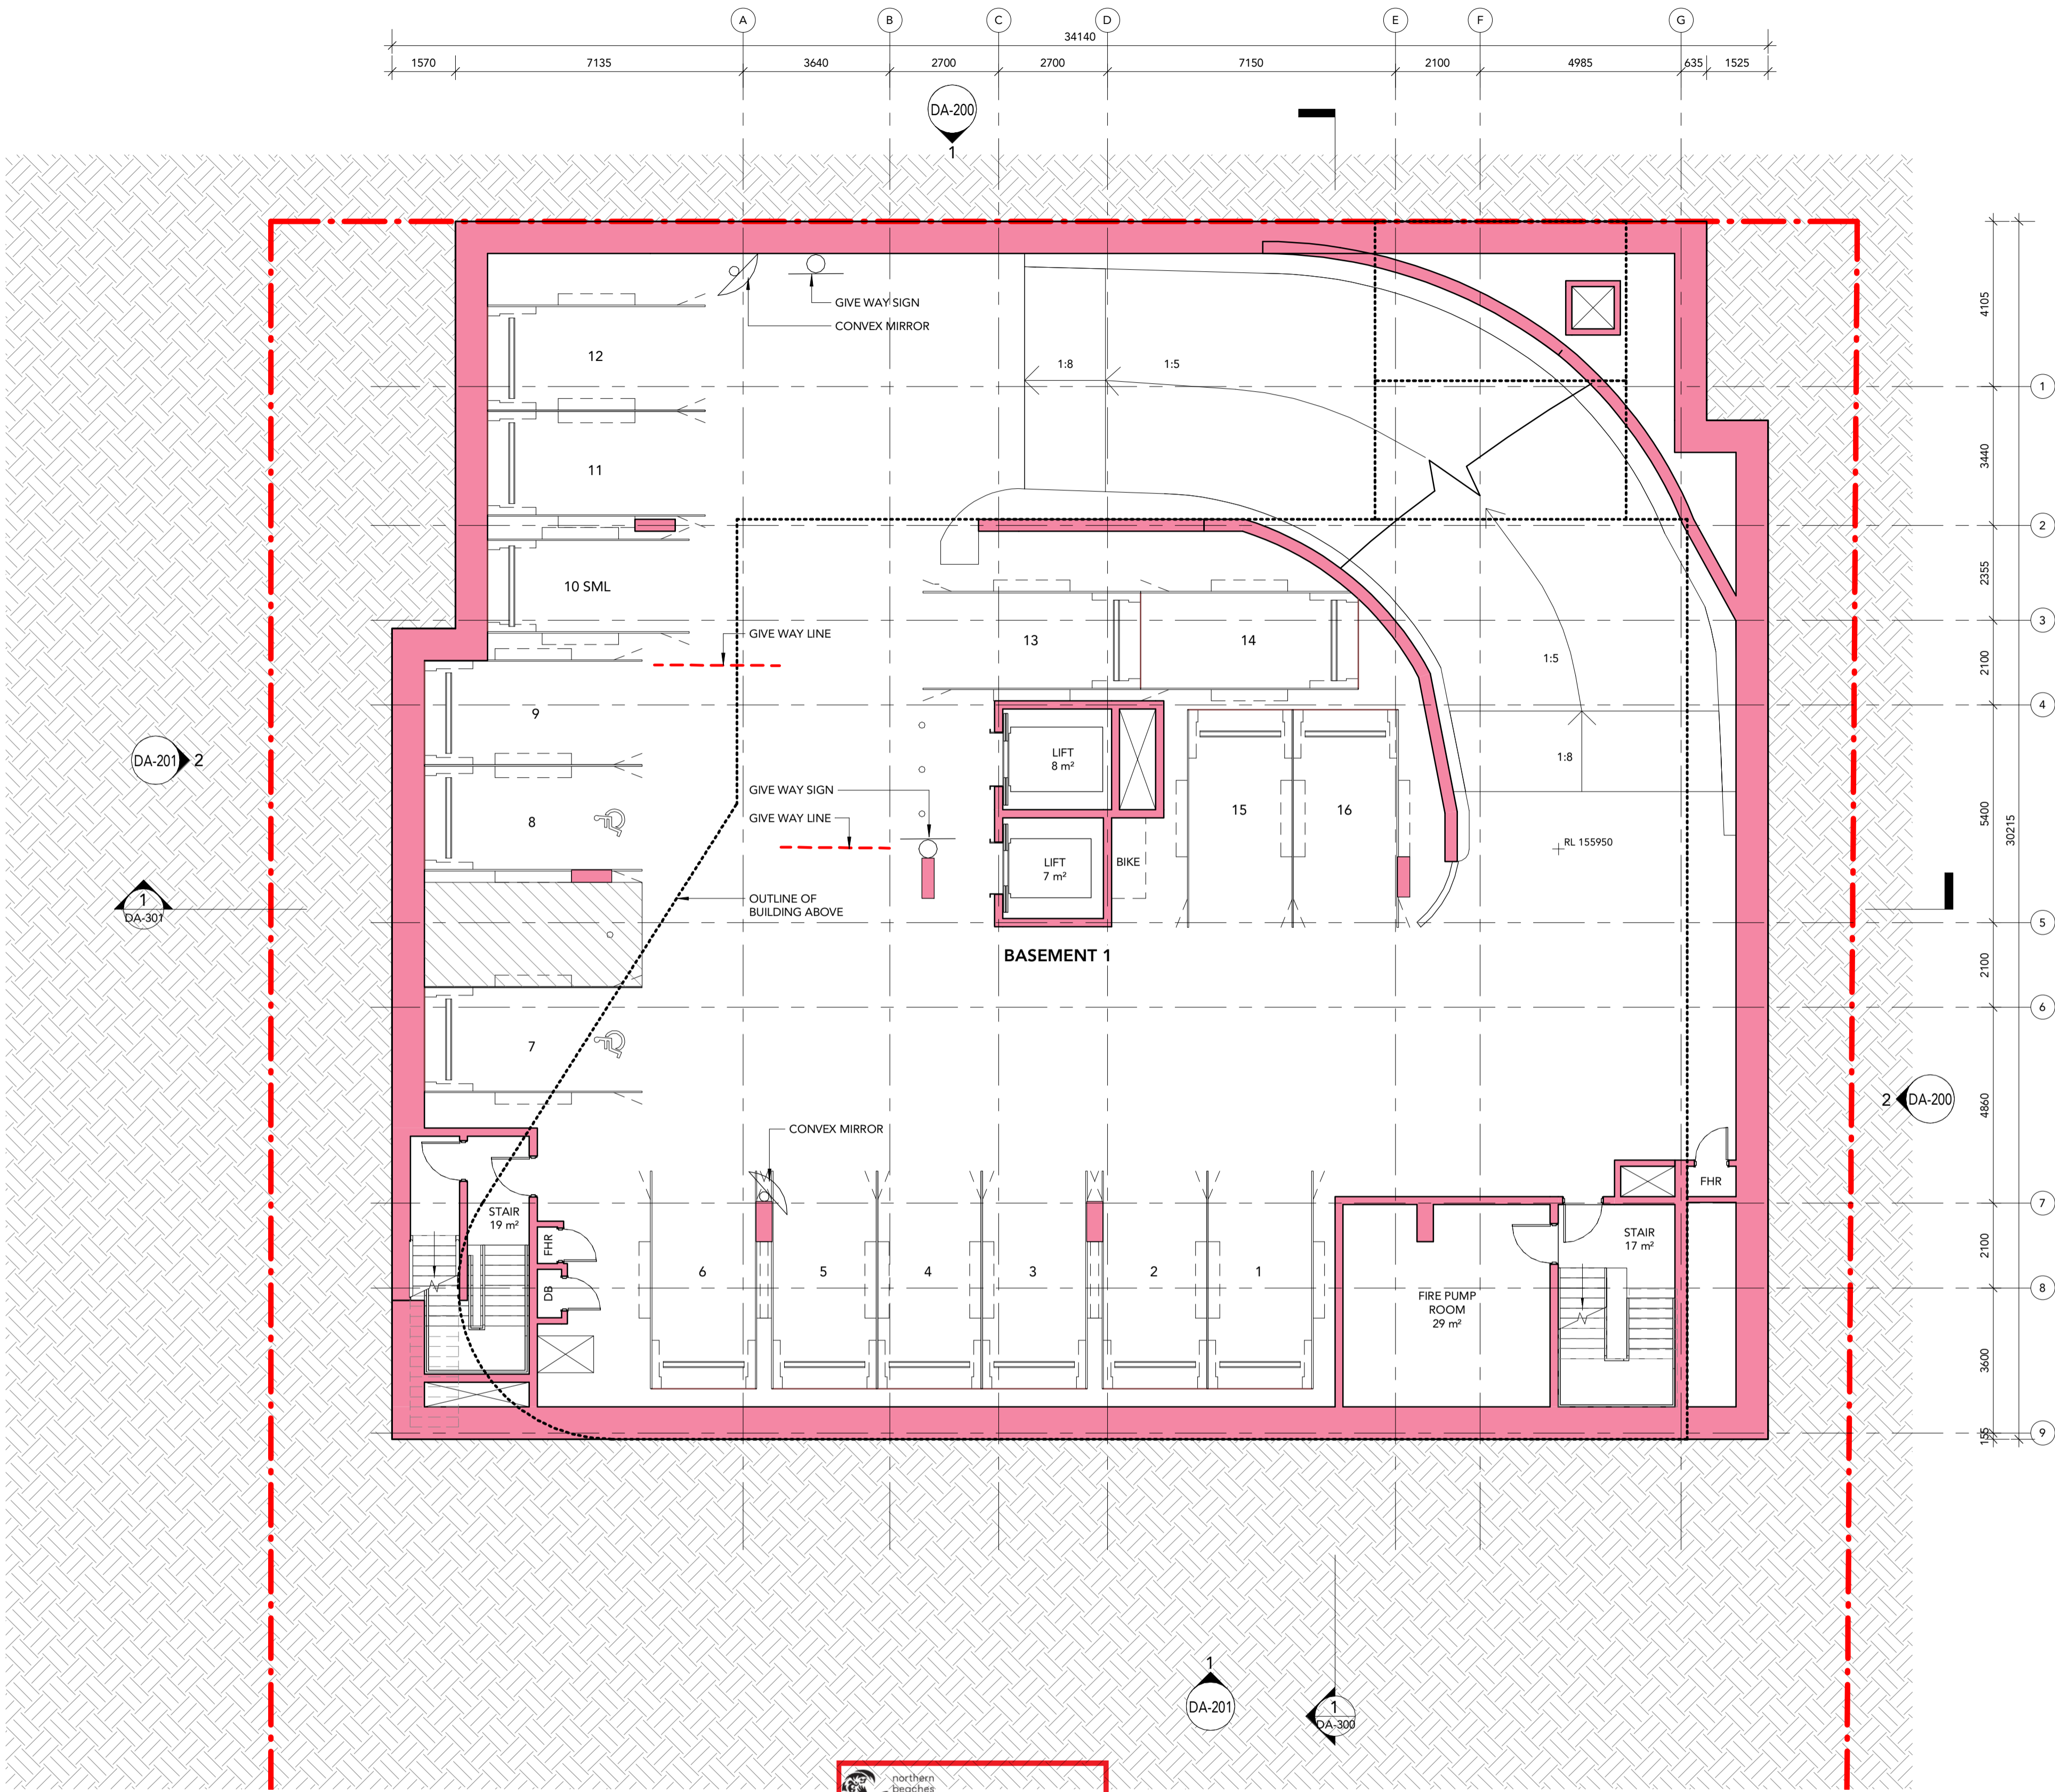 A B C D E F G
34140
1570 7135 3640 2700 2700 7150 2100 4985 635 1525
DA-200
1
GIVE WAY SIGN
CONVEX MIRROR
12
1:8
1:5
4105
1
11
3440
2
10 SML
2355
GIVE WAY LINE
13
14
1:5
3
2100
9
4
DA-201
2
LIFT
8 m²
1:8
GIVE WAY SIGN
GIVE WAY LINE
8
15
16
5400
30215
RL 155950
LIFT
7 m²
BIKE
1
DA-301
OUTLINE OF
BUILDING ABOVE
5
BASEMENT 1
2100
6
7
2
DA-200
4860
CONVEX MIRROR
FHR
7
STAIR
19 m²
FHR
STAIR
17 m²
2100
6
5
4
3
2
1
DB
8
FIRE PUMP
ROOM
29 m²
3600
155
9
1
DA-201
1
DA-300
northern
beaches